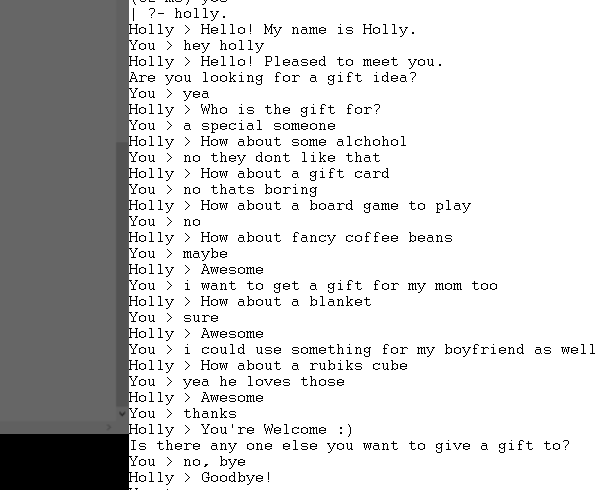 | ?- holly.
Holly > Hello! My name is Holly.
You > hey holly
Holly > Hello! Pleased to meet you.
Are you looking for a gift idea?
You > yea
Holly > Who is the gift for?
You > a special someone
Holly > How about some alchohol
You > no they dont like that
Holly > How about a gift card
You > no thats boring
Holly > How about a board game to play
You > no
Holly > How about fancy coffee beans
You > maybe
Holly > Awesome
You > i want to get a gift for my mom too
Holly > How about a blanket
You > sure
Holly > Awesome
You > i could use something for my boyfriend as well
Holly > How about a rubiks cube
You > yea he loves those
Holly > Awesome
You > thanks
Holly > You're Welcome :)
Is there any one else you want to give a gift to?
You > no, bye
Holly > Goodbye!